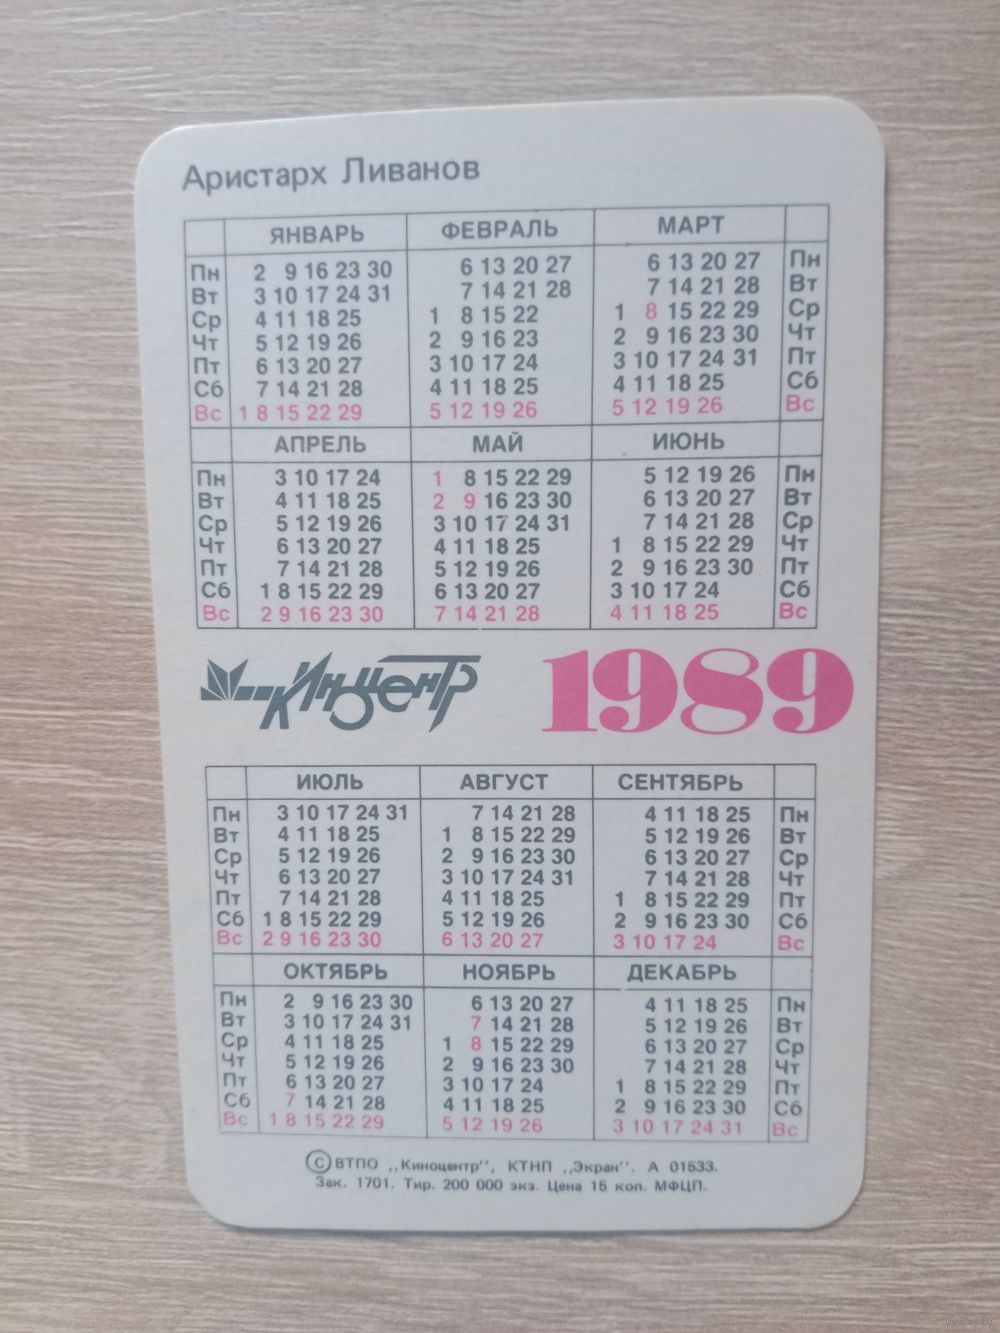 Аристарх Ливанов
ЯНВАРЬ ФЕВРАЛЬ МАРТ
Пн 2 9 16 23 30 6 13 20 27 6 13 20 27 Пн
Вт 3 10 17 24 31 7 14 21 28 7 14 21 28 Вт
Ср 4 11 18 25 1 8 15 22 1 8 15 22 29 Ср
Чт 5 12 19 26 2 9 16 23 2 9 16 23 30 Чт
Пт 6 13 20 27 3 10 17 24 3 10 17 24 31 Пт
Сб 7 14 21 28 4 11 18 25 4 11 18 25 Сб
Вс 1 8 15 22 29 5 12 19 26 5 12 19 26 Вс
АПРЕЛЬ МАЙ ИЮНЬ
Пн 3 10 17 24 1 8 15 22 29 5 12 19 26 Пн
Вт 4 11 18 25 2 9 16 23 30 6 13 20 27 Вт
Ср 5 12 19 26 3 10 17 24 31 7 14 21 28 Ср
Чт 6 13 20 27 4 11 18 25 1 8 15 22 29 Чт
Пт 7 14 21 28 5 12 19 26 2 9 16 23 30 Пт
Сб 1 8 15 22 29 6 13 20 27 3 10 17 24 Сб
Вс 2 9 16 23 30 7 14 21 28 4 11 18 25 Вс
Киноцентр 1989
ИЮЛЬ АВГУСТ СЕНТЯБРЬ
Пн 3 10 17 24 31 7 14 21 28 4 11 18 25 Пн
Вт 4 11 18 25 1 8 15 22 29 5 12 19 26 Вт
Ср 5 12 19 26 2 9 16 23 30 6 13 20 27 Ср
Чт 6 13 20 27 3 10 17 24 31 7 14 21 28 Чт
Пт 7 14 21 28 4 11 18 25 1 8 15 22 29 Пт
Сб 1 8 15 22 29 5 12 19 26 2 9 16 23 30 Сб
Вс 2 9 16 23 30 6 13 20 27 3 10 17 24 Вс
ОКТЯБРЬ НОЯБРЬ ДЕКАБРЬ
Пн 2 9 16 23 30 6 13 20 27 4 11 18 25 Пн
Вт 3 10 17 24 31 7 14 21 28 5 12 19 26 Вт
Ср 4 11 18 25 1 8 15 22 29 6 13 20 27 Ср
Чт 5 12 19 26 2 9 16 23 30 7 14 21 28 Чт
Пт 6 13 20 27 3 10 17 24 1 8 15 22 29 Пт
Сб 7 14 21 28 4 11 18 25 2 9 16 23 30 Сб
Вс 1 8 15 22 29 5 12 19 26 3 10 17 24 31 Вс
© ВТПО ,,Киноцентр", КТНП ,,Экран". А 01533.
Зак. 1701. Тир. 200 000 экз. Цена 15 коп. МФЦП.